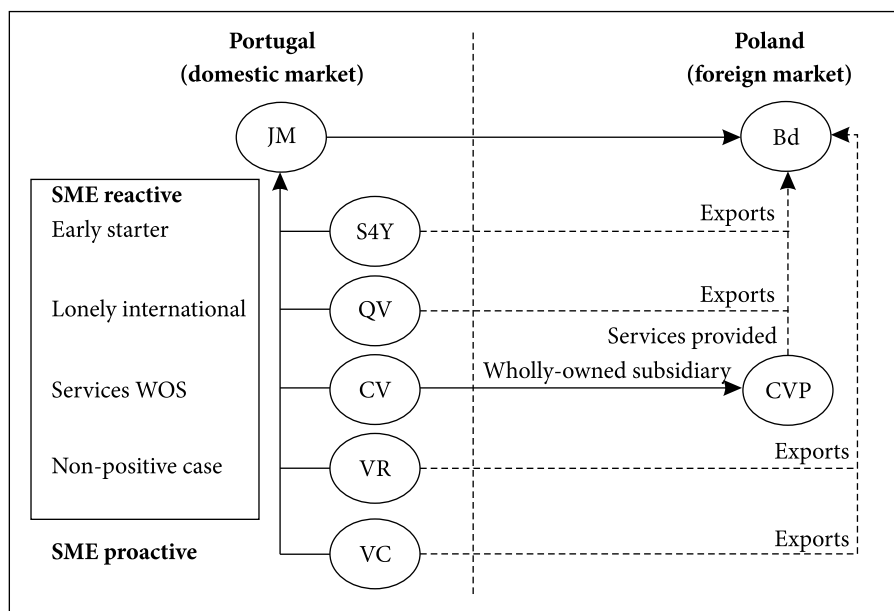 Portugal
(domestic market)
Poland
(foreign market)
JM
Bd
SME reactive
Early starter
S4Y
Exports
Lonely international
QV
Exports
Services provided
Services WOS
CV
Wholly-owned subsidiary
CVP
Non-positive case
VR
Exports
SME proactive
VC
Exports